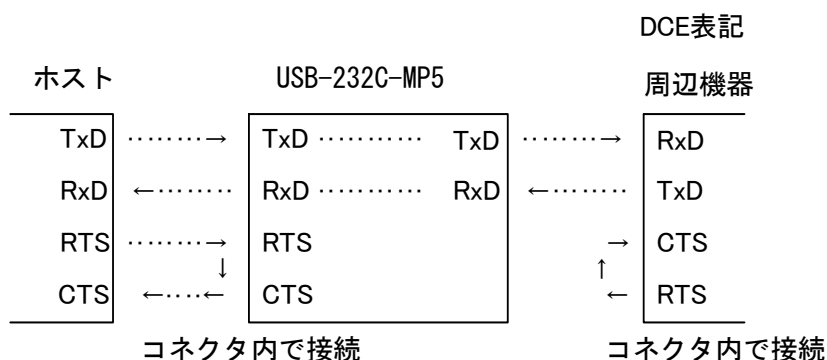 DCE表記
ホスト USB-232C-MP5 周辺機器
TxD ········→ TxD ··········· TxD ········→ RxD
RxD ←········ RxD ··········· RxD ←········ TxD
RTS ········→ RTS → CTS
↓ ↑
CTS ←····← CTS ← RTS
コネクタ内で接続 コネクタ内で接続